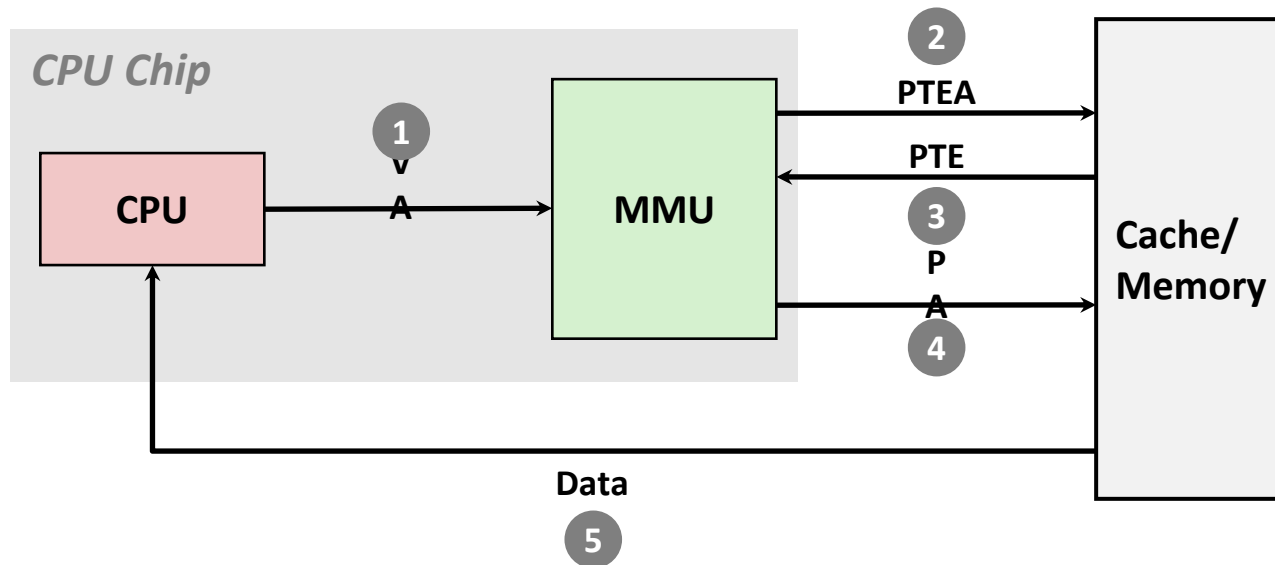 CPU Chip
2
PTEA
1
V
A
PTE
CPU
MMU
3
P
A
4
Cache/
Memory
Data
5